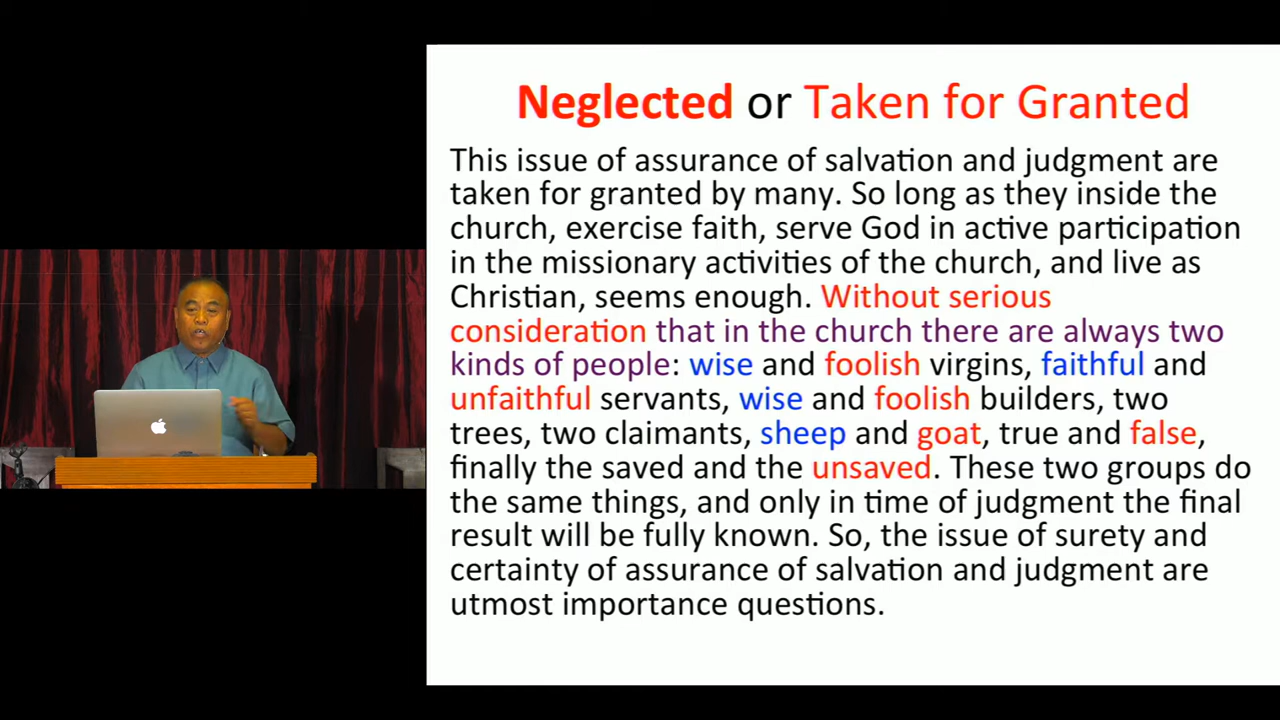 Neglected or Taken for Granted
This issue of assurance of salvation and judgment are
taken for granted by many. So long as they inside the
church, exercise faith, serve God in active participation
in the missionary activities of the church, and live as
Christian, seems enough. Without serious
consideration that in the church there are always two
kinds of people: wise and foolish virgins, faithful and
unfaithful servants, wise and foolish builders, two
trees, two claimants, sheep and goat, true and false,
finally the saved and the unsaved. These two groups do
the same things, and only in time of judgment the final
result will be fully known. So, the issue of surety and
certainty of assurance of salvation and judgment are
utmost importance questions.